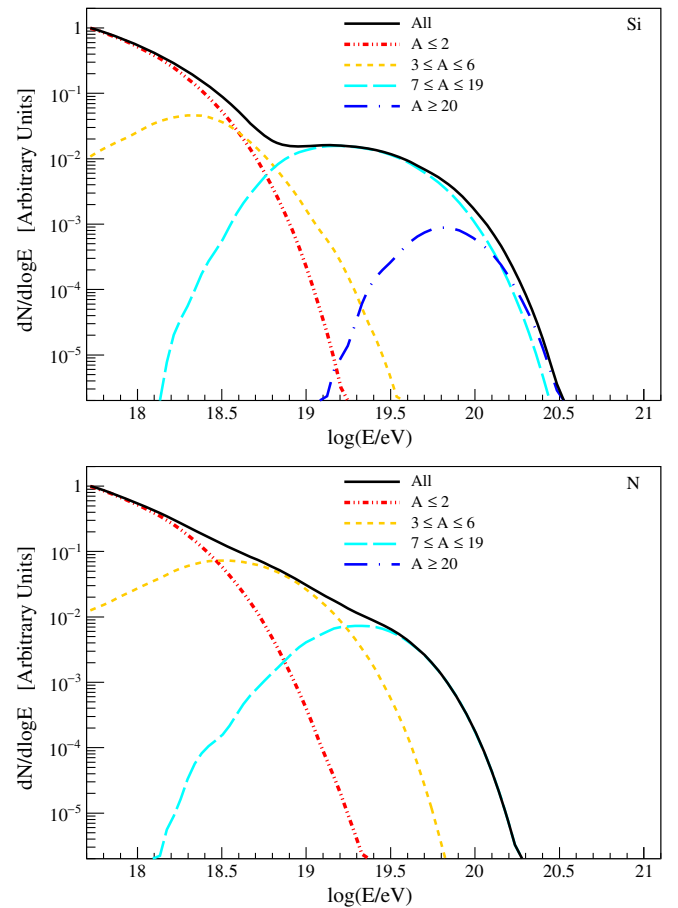 Si
All
A ≤ 2
3 ≤ A ≤ 6
7 ≤ A ≤ 19
A ≥ 20
dN/dlogE [Arbitrary Units]
1
10⁻¹
10⁻²
10⁻³
10⁻⁴
10⁻⁵
18 18.5 19 19.5 20 20.5 21
log(E/eV)
N
All
A ≤ 2
3 ≤ A ≤ 6
7 ≤ A ≤ 19
A ≥ 20
dN/dlogE [Arbitrary Units]
1
10⁻¹
10⁻²
10⁻³
10⁻⁴
10⁻⁵
18 18.5 19 19.5 20 20.5 21
log(E/eV)